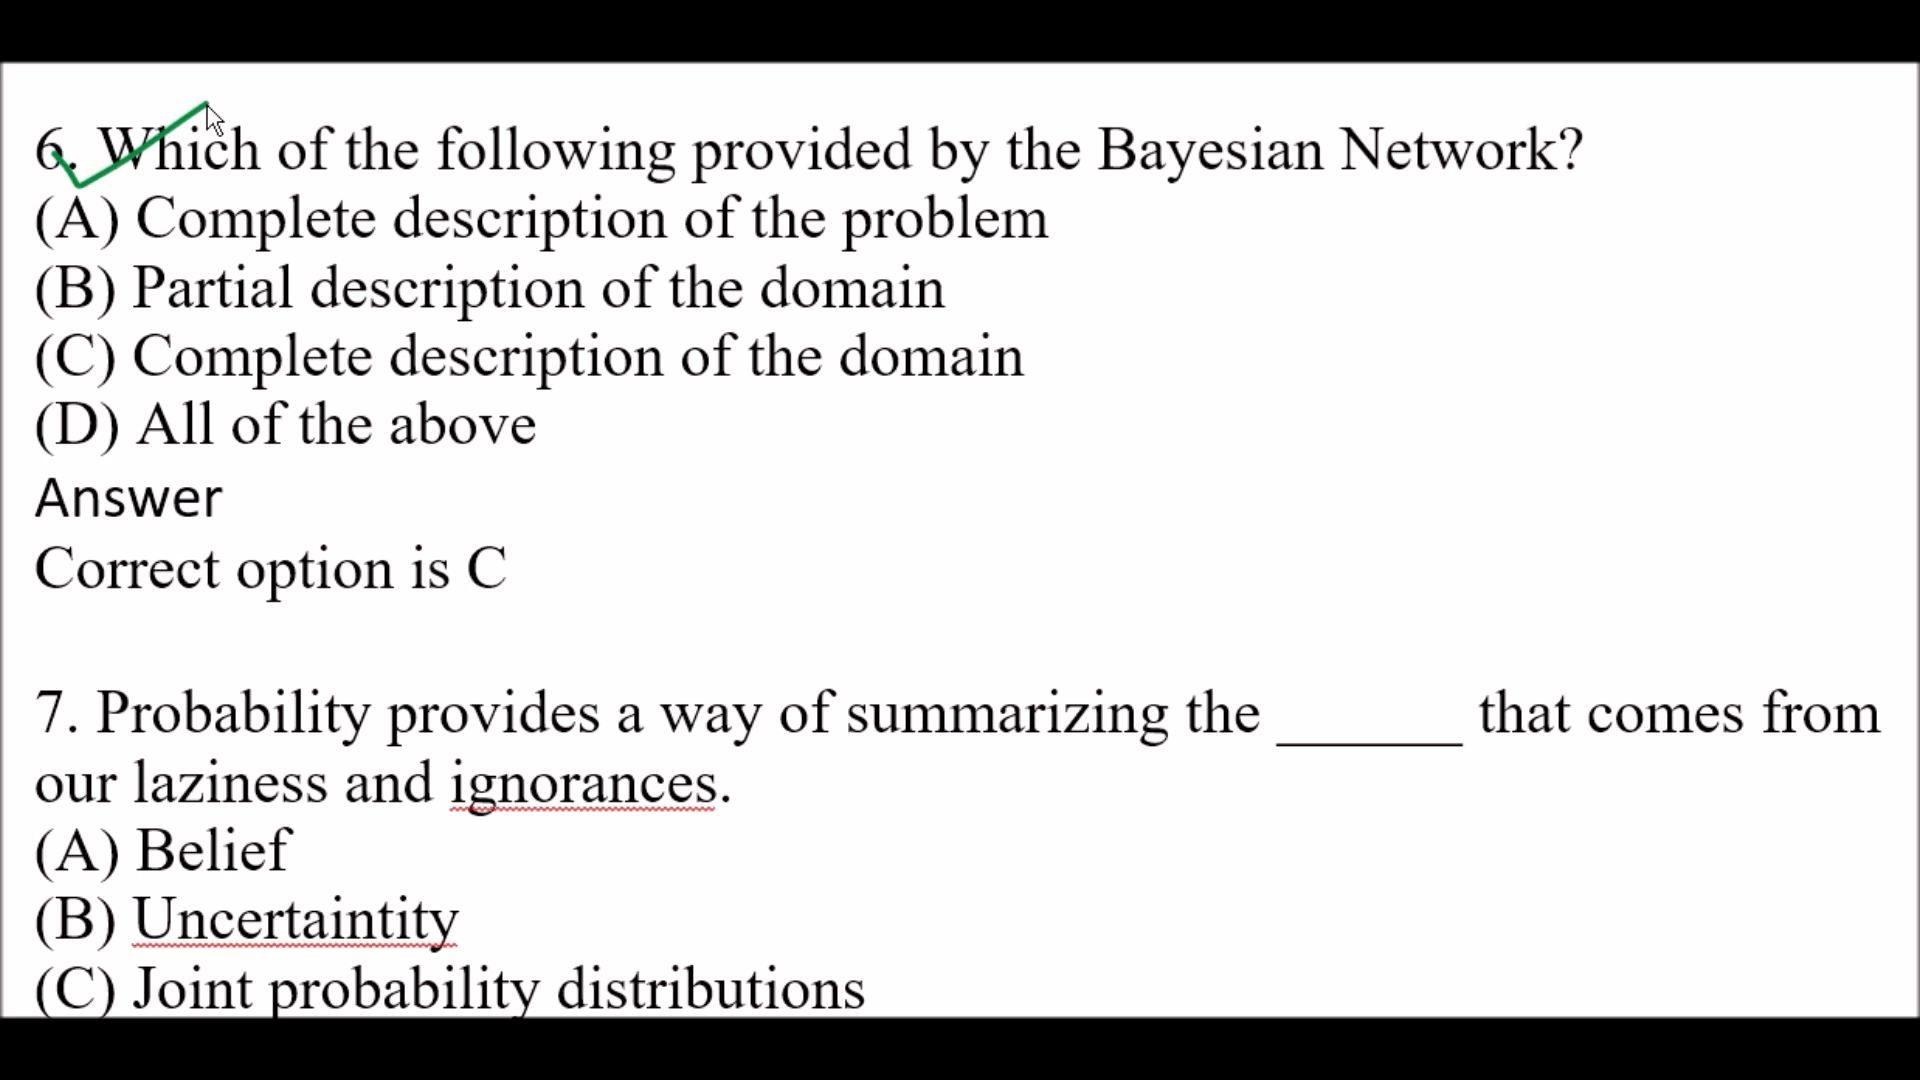 6. Which of the following provided by the Bayesian Network?
(A) Complete description of the problem
(B) Partial description of the domain
(C) Complete description of the domain
(D) All of the above
Answer
Correct option is C
7. Probability provides a way of summarizing the ______ that comes from
our laziness and ignorances.
(A) Belief
(B) Uncertaintity
(C) Joint probability distributions